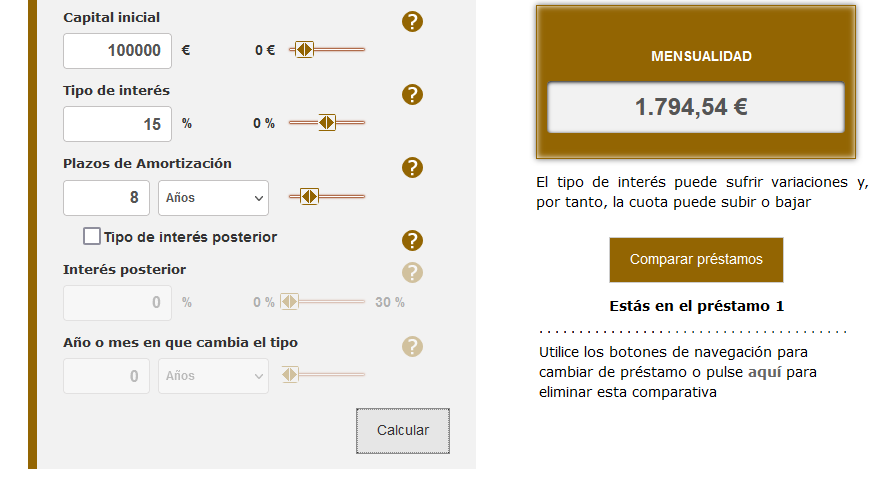 Capital inicial
?
100000 € 0 €
Tipo de interés
?
15 % 0 %
Plazos de Amortización
?
8 Años
Tipo de interés posterior
?
Interés posterior
?
0 % 0 % 30 %
Año o mes en que cambia el tipo
?
0 Años
Calcular
MENSUALIDAD
1.794,54 €
El tipo de interés puede sufrir variaciones y,
por tanto, la cuota puede subir o bajar
Comparar préstamos
Estás en el préstamo 1
Utilice los botones de navegación para
cambiar de préstamo o pulse aquí para
eliminar esta comparativa